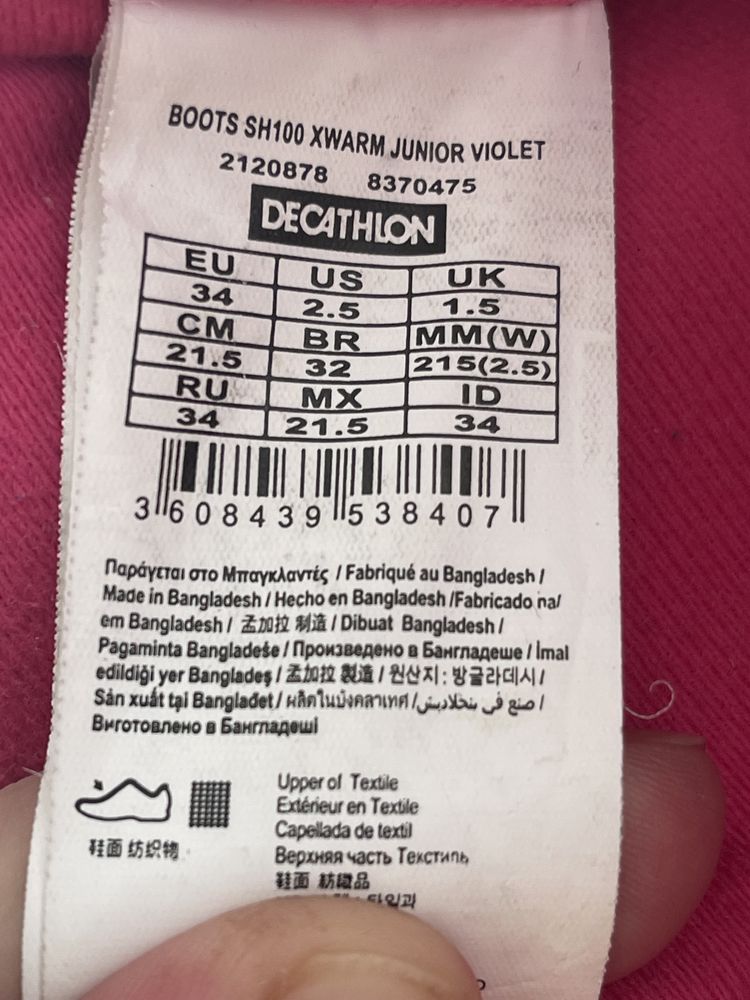 BOOTS SH100 XWARM JUNIOR VIOLET
2120878 8370475
DECATHLON
EU US UK
34 2.5 1.5
CM BR MM(W)
21.5 32 215(2.5)
RU MX ID
34 21.5 34
3 608439 538407
Παράγεται στο Μπαγκλαντές / Fabriqué au Bangladesh /
Made in Bangladesh / Hecho en Bangladesh /Fabricado na/
em Bangladesh / 孟加拉 制造 / Dibuat Bangladesh /
Pagaminta Bangladeše / Произведено в Бангладеше / İmal
edildiği yer Bangladeş / 孟加拉 製造 / 원산지: 방글라데시 /
Sản xuất tại Banglađet / ผลิตในบังคลาเทศ / صنع في بنجلاديش /
Виготовлено в Бангладеші
Upper of Textile
Extérieur en Textile
Capellada de textil
Верхняя часть Текстиль
鞋面 纺织物
鞋面 紡織品